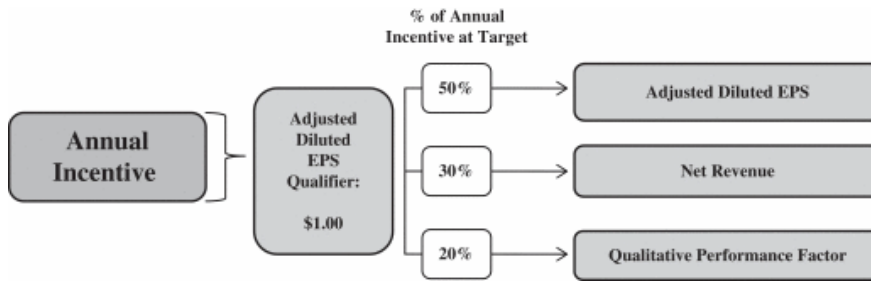 % of Annual
Incentive at Target
Annual
Incentive
Adjusted
Diluted
EPS
Qualifier:
$1.00
50%
Adjusted Diluted EPS
30%
Net Revenue
20%
Qualitative Performance Factor